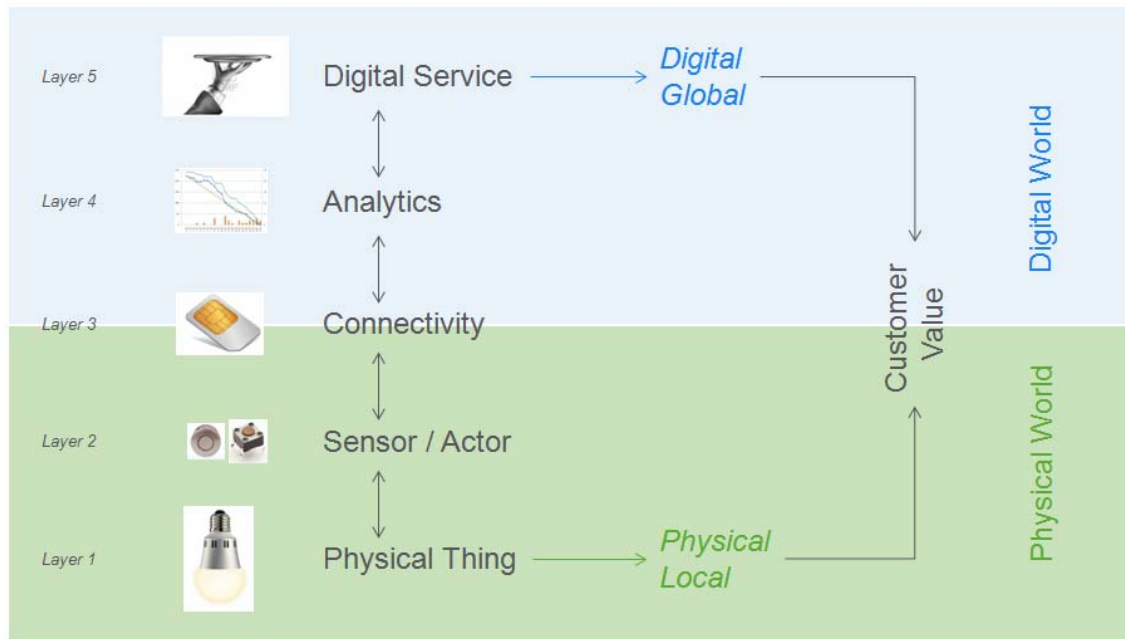 Layer 5
Digital Service
Digital
Global
Layer 4
Analytics
Digital World
Layer 3
Connectivity
Customer
Value
Layer 2
Sensor / Actor
Physical World
Layer 1
Physical Thing
Physical
Local